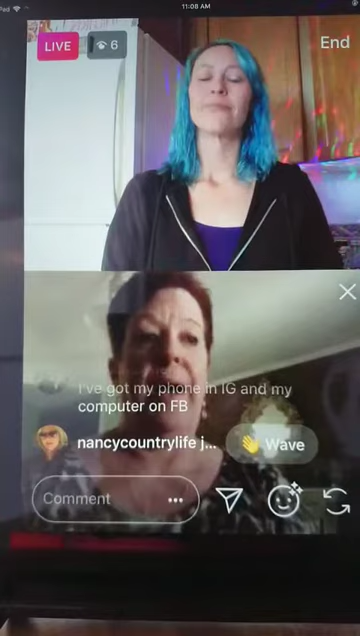 iPad
11:08 AM
LIVE
6
End
I've got my phone in IG and my
computer on FB
nancycountrylife j...
Wave
Comment